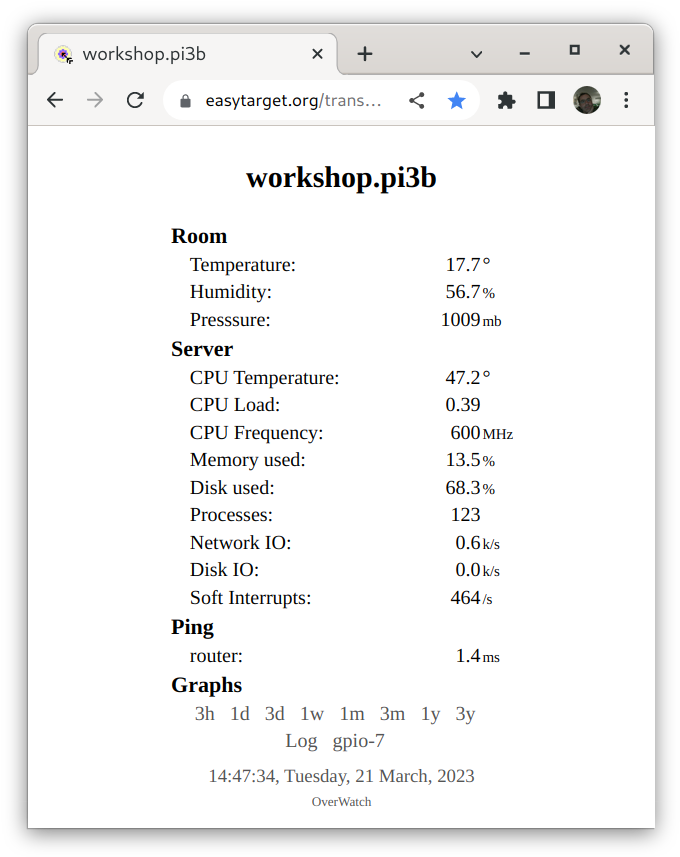 workshop.pi3b
easytarget.org/trans...
workshop.pi3b
Room
Temperature: 17.7°
Humidity: 56.7%
Presssure: 1009mb
Server
CPU Temperature: 47.2°
CPU Load: 0.39
CPU Frequency: 600MHz
Memory used: 13.5%
Disk used: 68.3%
Processes: 123
Network IO: 0.6k/s
Disk IO: 0.0k/s
Soft Interrupts: 464/s
Ping
router: 1.4ms
Graphs
3h 1d 3d 1w 1m 3m 1y 3y
Log gpio-7
14:47:34, Tuesday, 21 March, 2023
OverWatch